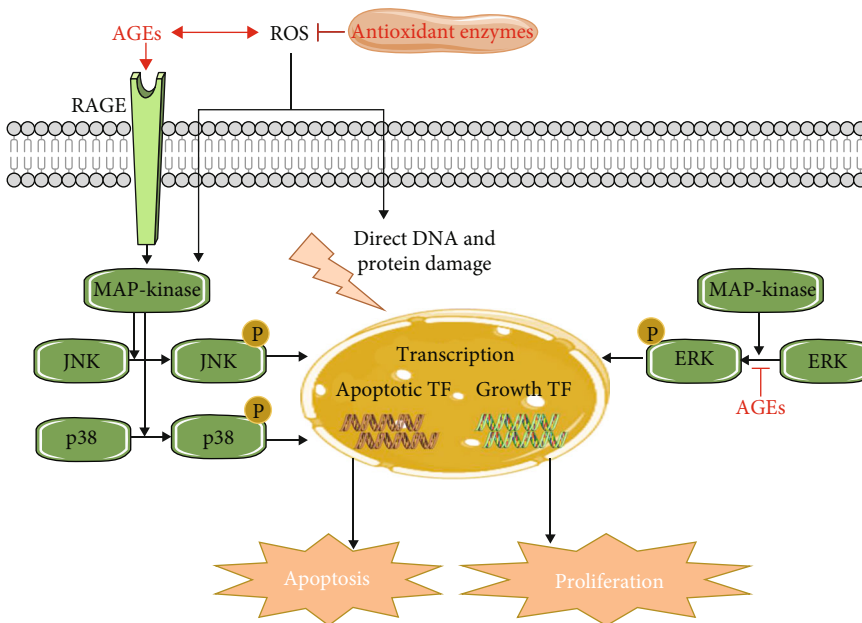 AGEs
ROS
Antioxidant enzymes
RAGE
Direct DNA and
protein damage
MAP-kinase
MAP-kinase
P
JNK
JNK
Transcription
P
ERK
ERK
Apoptotic TF
Growth TF
AGEs
P
p38
p38
Apoptosis
Proliferation